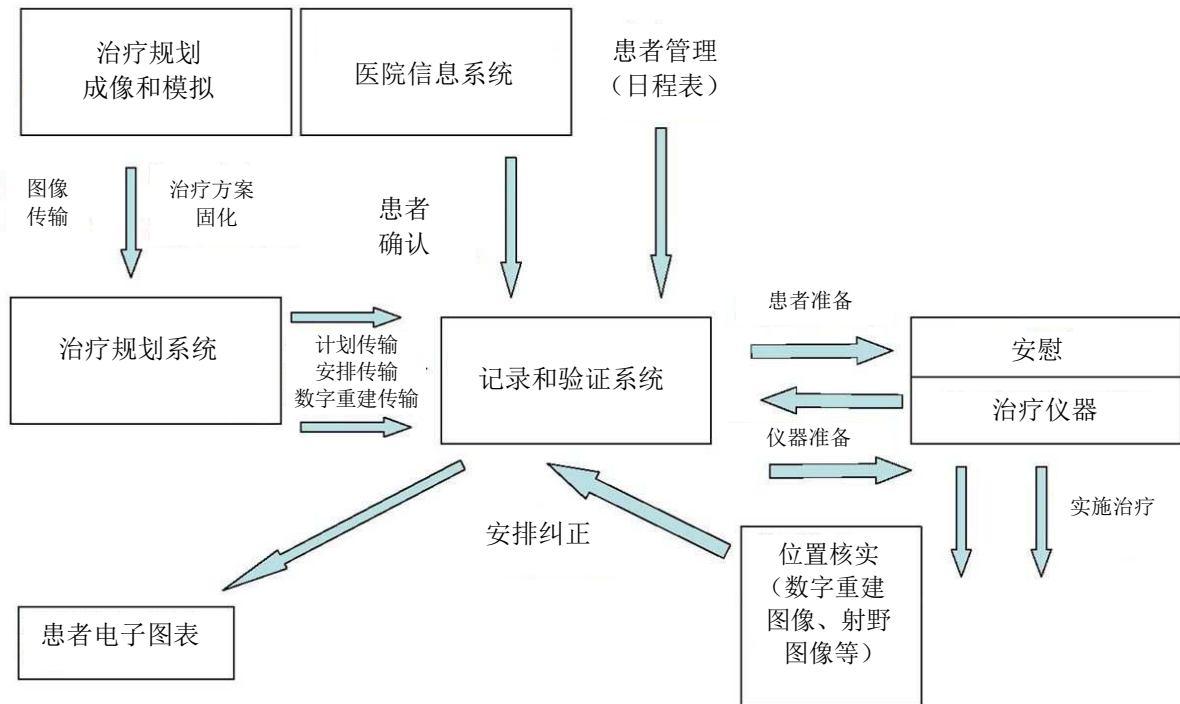 治疗规划
成像和模拟
医院信息系统
患者管理
（日程表）
图像
传输
治疗方案
固化
患者
确认
治疗规划系统
计划传输
安排传输
数字重建传输
记录和验证系统
患者准备
安慰
治疗仪器
仪器准备
实施治疗
安排纠正
位置核实
（数字重建
图像、射野
图像等）
患者电子图表